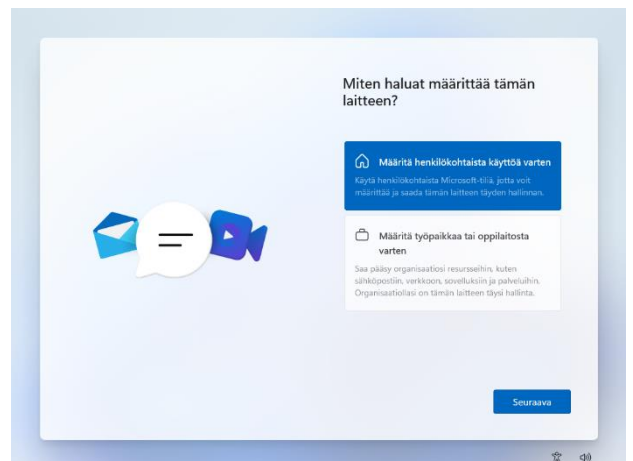 Miten haluat määrittää tämän
laitteen?
Määritä henkilökohtaista käyttöä varten
Käytä henkilökohtaista Microsoft-tiliä, jotta voit
määrittää ja saada tämän laitteen täyden hallinnan.
Määritä työpaikkaa tai oppilaitosta
varten
Saa pääsy organisaatiosi resursseihin, kuten
sähköpostiin, verkkoon, sovelluksiin ja palveluihin.
Organisaatiollasi on tämän laitteen täysi hallinta.
Seuraava